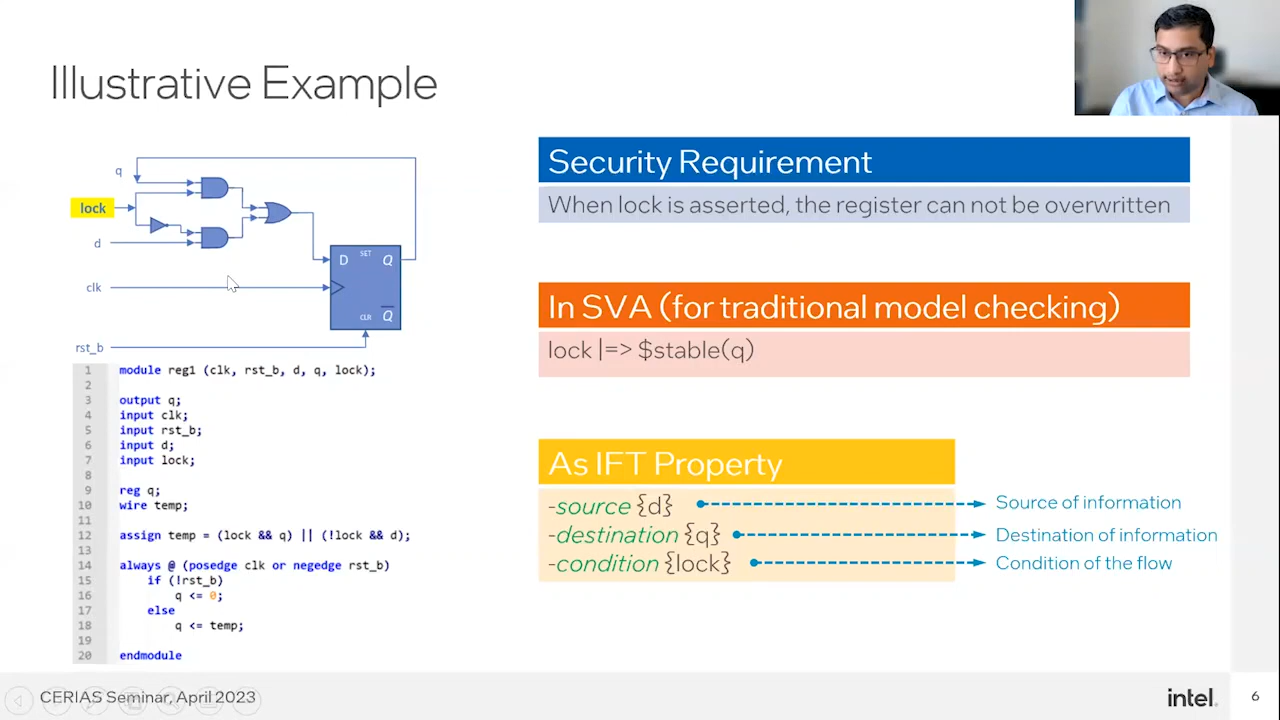 Illustrative Example
q
lock
d
clk
rst_b
D
SET
Q
CLR
Q
1 module reg1 (clk, rst_b, d, q, lock);
2
3 output q;
4 input clk;
5 input rst_b;
6 input d;
7 input lock;
8
9 reg q;
10 wire temp;
11
12 assign temp = (lock && q) || (!lock && d);
13
14 always @ (posedge clk or negedge rst_b)
15 if (!rst_b)
16 q <= 0;
17 else
18 q <= temp;
19
20 endmodule
Security Requirement
When lock is asserted, the register can not be overwritten
In SVA (for traditional model checking)
lock |=> $stable(q)
As IFT Property
-source {d} Source of information
-destination {q} Destination of information
-condition {lock} Condition of the flow
CERIAS Seminar, April 2023
intel.
6